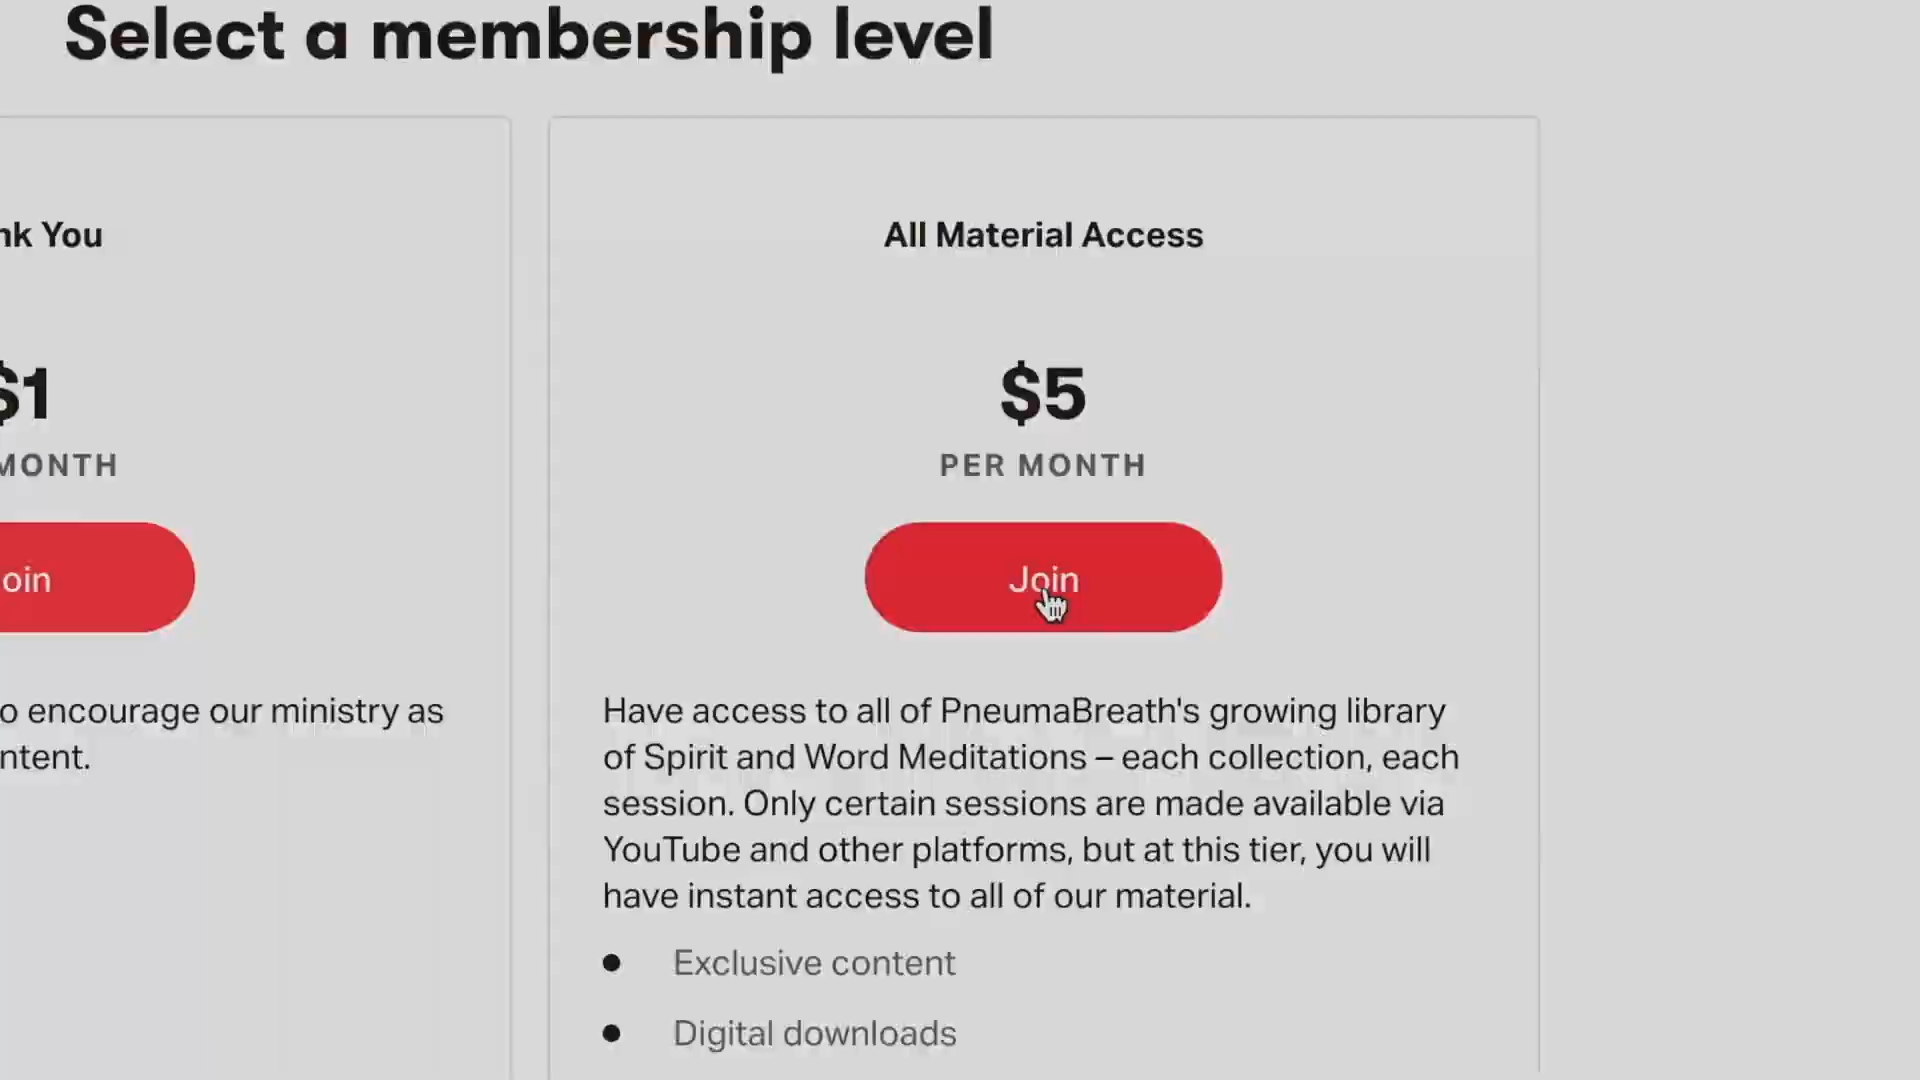 Select a membership level
nk You
$1
MONTH
oin
o encourage our ministry as
ntent.
All Material Access
$5
PER MONTH
Join
Have access to all of PneumaBreath's growing library
of Spirit and Word Meditations – each collection, each
session. Only certain sessions are made available via
YouTube and other platforms, but at this tier, you will
have instant access to all of our material.
Exclusive content
Digital downloads